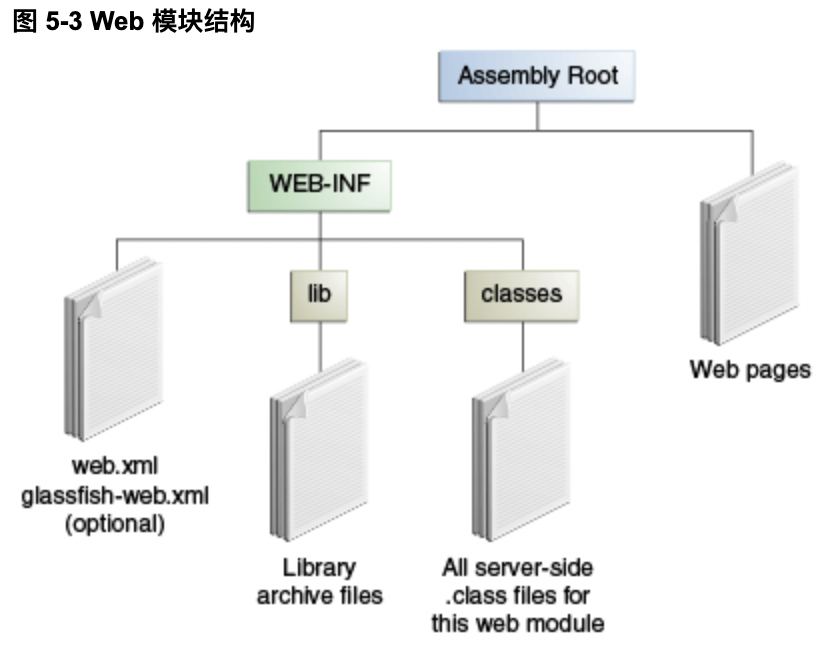 图 5-3 Web 模块结构
Assembly Root
WEB-INF
lib
classes
Web pages
web.xml
glassfish-web.xml
(optional)
Library
archive files
All server-side
.class files for
this web module